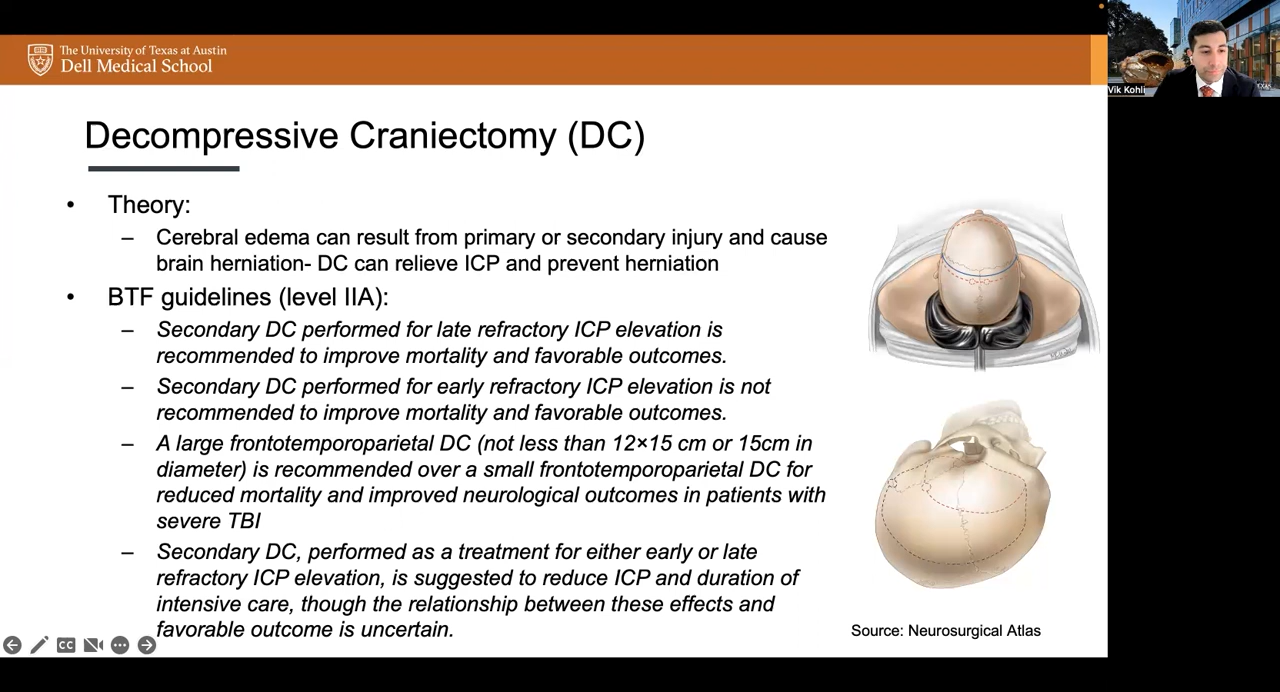 The University of Texas at Austin
Dell Medical School
Vik Kohli
Decompressive Craniectomy (DC)
• Theory:
– Cerebral edema can result from primary or secondary injury and cause
brain herniation- DC can relieve ICP and prevent herniation
• BTF guidelines (level IIA):
– Secondary DC performed for late refractory ICP elevation is
recommended to improve mortality and favorable outcomes.
– Secondary DC performed for early refractory ICP elevation is not
recommended to improve mortality and favorable outcomes.
– A large frontotemporoparietal DC (not less than 12×15 cm or 15cm in
diameter) is recommended over a small frontotemporoparietal DC for
reduced mortality and improved neurological outcomes in patients with
severe TBI
– Secondary DC, performed as a treatment for either early or late
refractory ICP elevation, is suggested to reduce ICP and duration of
intensive care, though the relationship between these effects and
favorable outcome is uncertain.
Source: Neurosurgical Atlas
CC